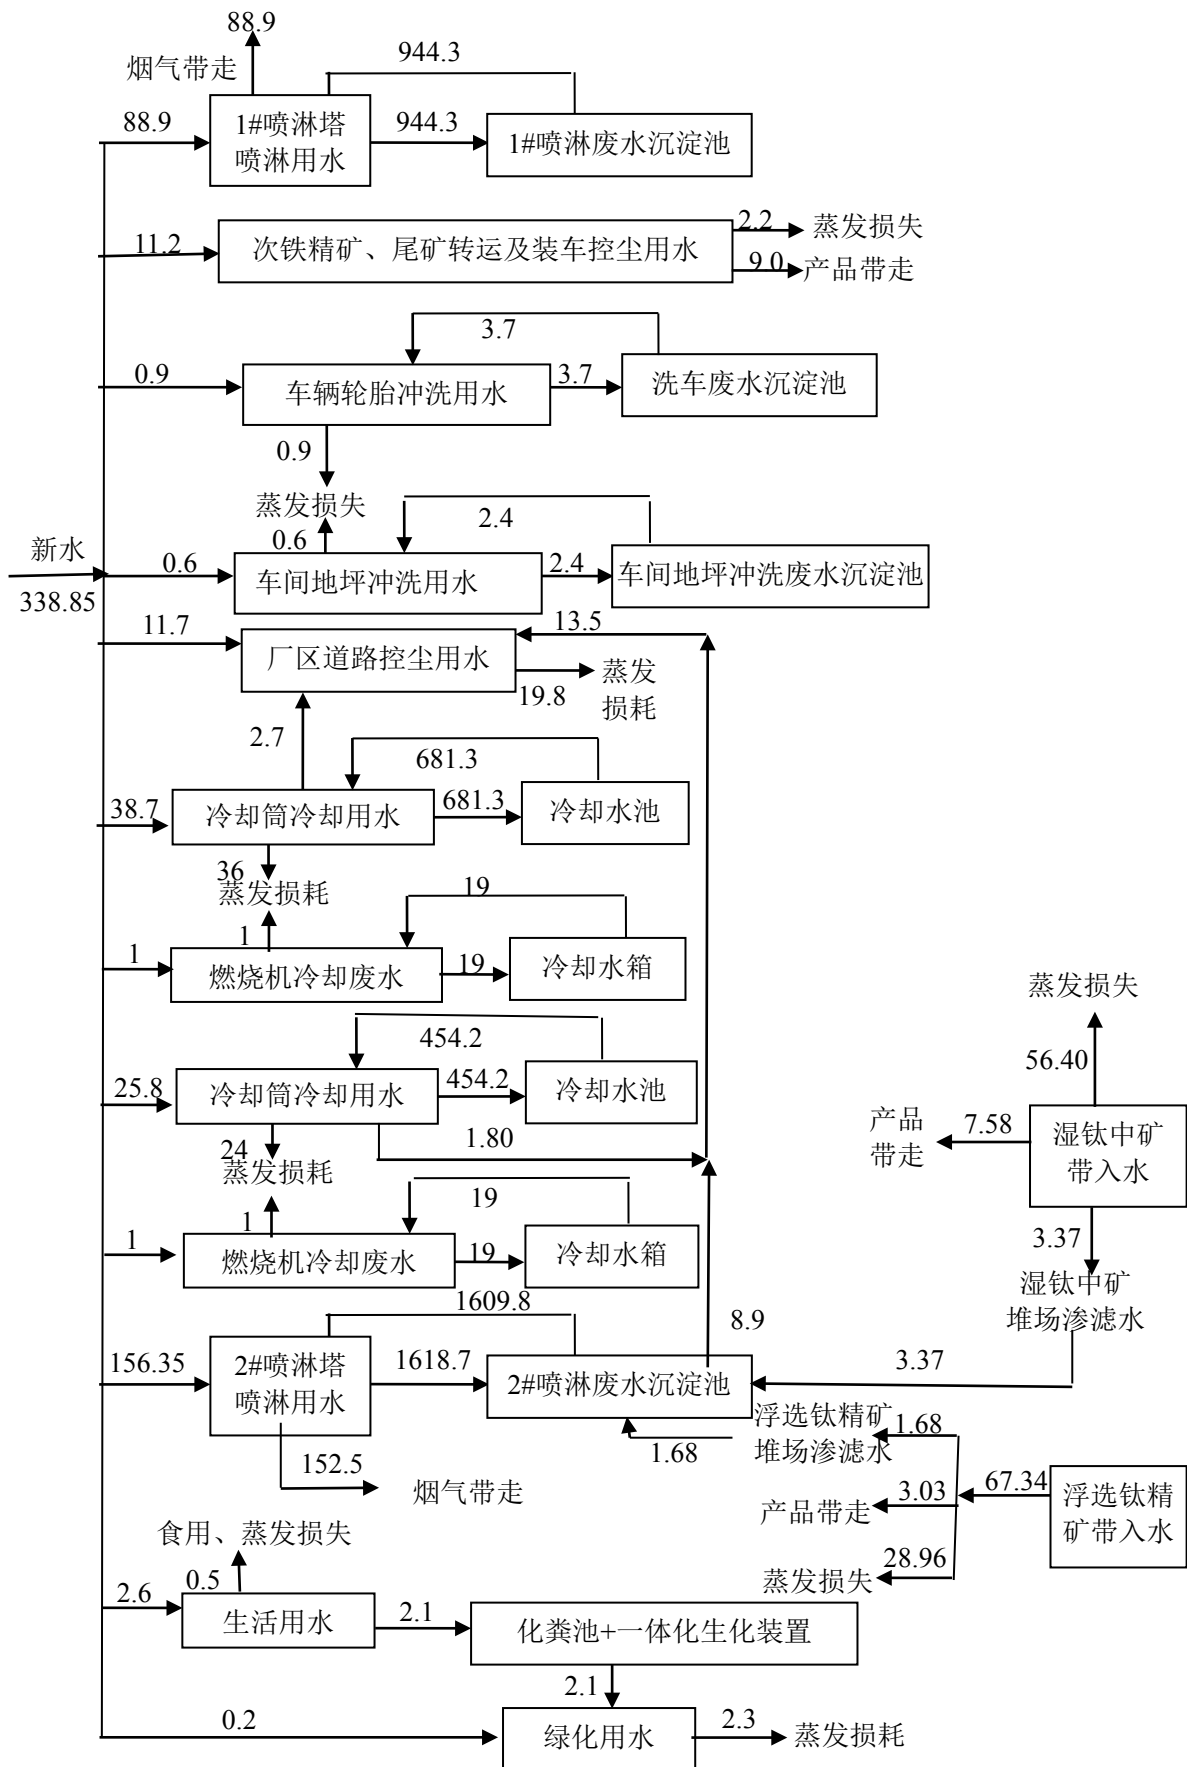 88.9
944.3
烟气带走
88.9
1#喷淋塔
喷淋用水
944.3
1#喷淋废水沉淀池
11.2
次铁精矿、尾矿转运及装车控尘用水
2.2
蒸发损失
9.0
产品带走
3.7
0.9
车辆轮胎冲洗用水
3.7
洗车废水沉淀池
0.9
蒸发损失
0.6
2.4
新水
338.85
0.6
车间地坪冲洗用水
2.4
车间地坪冲洗废水沉淀池
11.7
厂区道路控尘用水
13.5
19.8
蒸发
损耗
2.7
681.3
38.7
冷却筒冷却用水
681.3
冷却水池
36
蒸发损耗
1
19
1
燃烧机冷却废水
19
冷却水箱
454.2
25.8
冷却筒冷却用水
454.2
冷却水池
24
1.80
蒸发损耗
1
19
1
燃烧机冷却废水
19
冷却水箱
蒸发损失
56.40
产品
带走
7.58
湿钛中矿
带入水
3.37
湿钛中矿
堆场渗滤水
1609.8
8.9
156.35
2#喷淋塔
喷淋用水
1618.7
2#喷淋废水沉淀池
3.37
152.5
烟气带走
1.68
浮选钛精矿
堆场渗滤水
1.68
产品带走
3.03
67.34
浮选钛精
矿带入水
蒸发损失
28.96
食用、蒸发损失
0.5
2.6
生活用水
2.1
化粪池+一体化生化装置
2.1
0.2
绿化用水
2.3
蒸发损耗